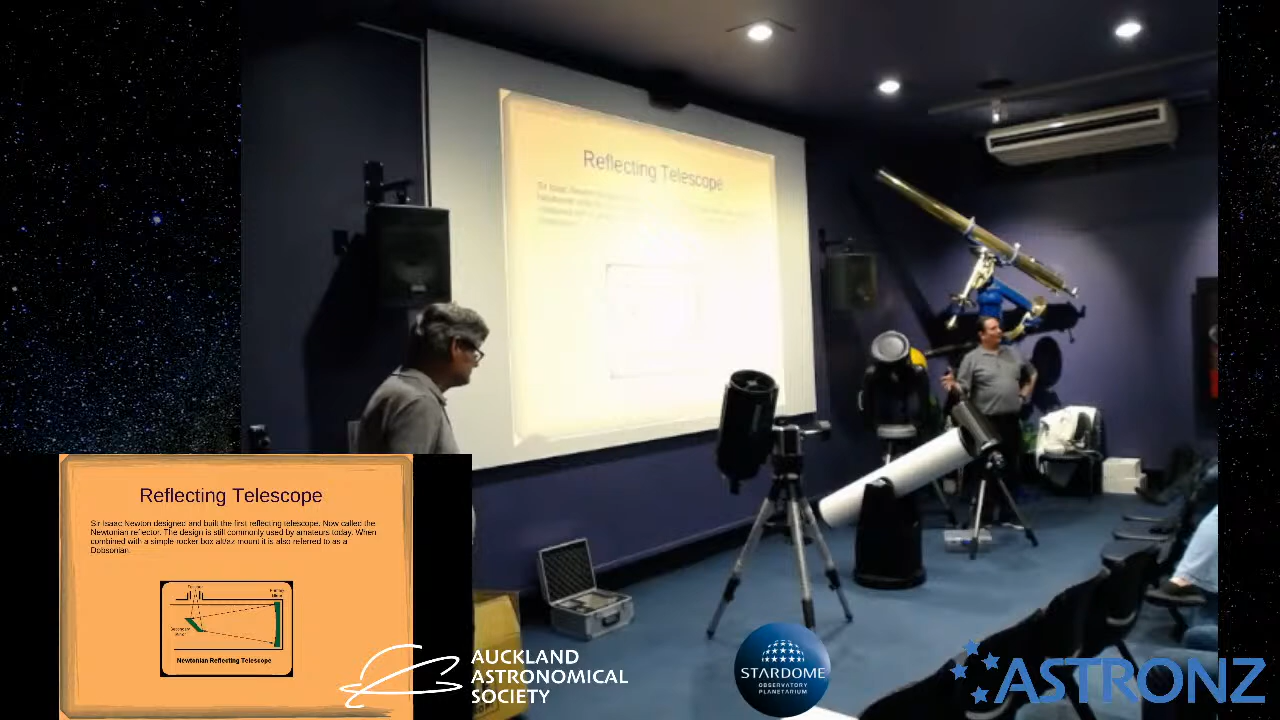 Reflecting Telescope
Reflecting Telescope
Sir Isaac Newton designed and built the first reflecting telescope. Now called the
Newtonian reflector. The design is still commonly used by amateurs today. When
combined with a simple rocker box alt/az mount it is also referred to as a
Dobsonian.
Secondary
Newtonian Reflecting Telescope
AUCKLAND
ASTRONOMICAL
SOCIETY
STARDOME
OBSERVATORY
PLANETARIUM
ASTRONZ